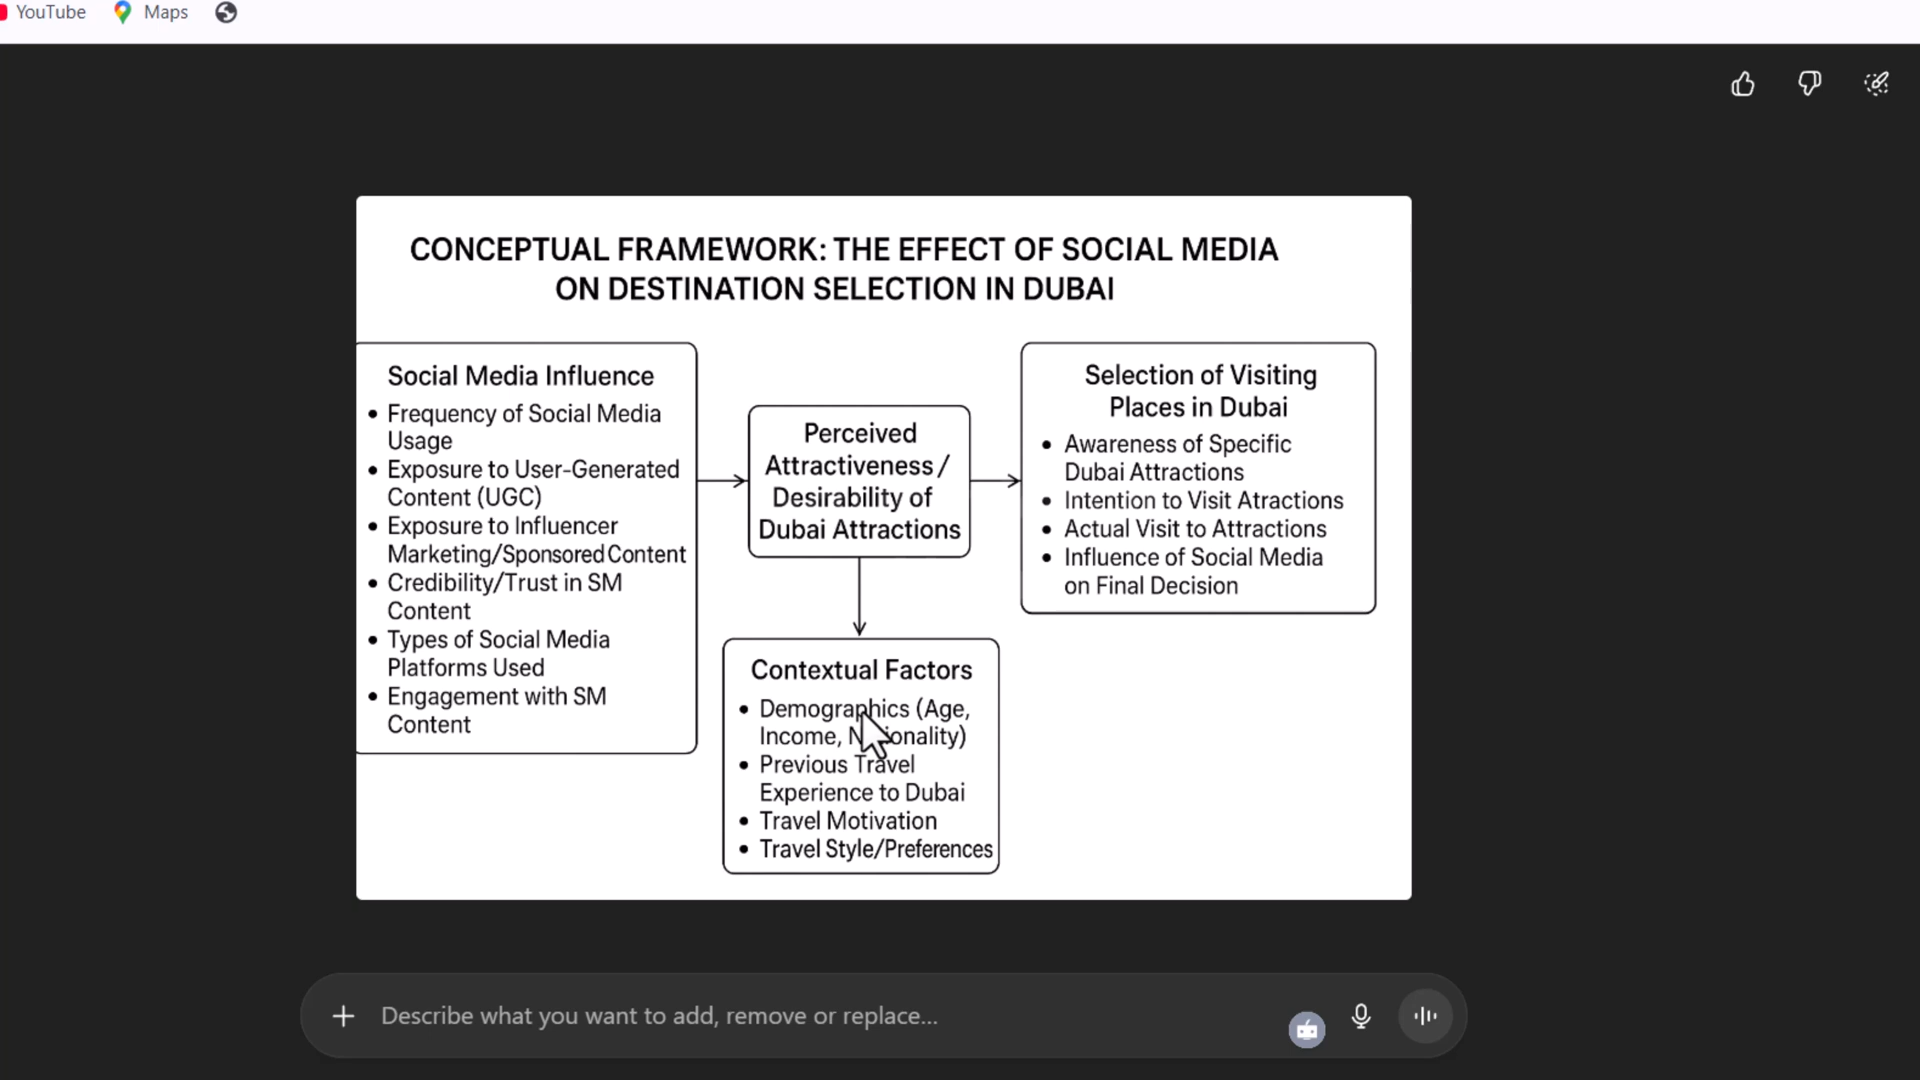 YouTube
Maps
CONCEPTUAL FRAMEWORK: THE EFFECT OF SOCIAL MEDIA
ON DESTINATION SELECTION IN DUBAI
Social Media Influence
• Frequency of Social Media
Usage
• Exposure to User-Generated
Content (UGC)
• Exposure to Influencer
Marketing/Sponsored Content
• Credibility/Trust in SM
Content
• Types of Social Media
Platforms Used
• Engagement with SM
Content
Perceived
Attractiveness/
Desirability of
Dubai Attractions
Selection of Visiting
Places in Dubai
• Awareness of Specific
Dubai Attractions
• Intention to Visit Atractions
• Actual Visit to Attractions
• Influence of Social Media
on Final Decision
Contextual Factors
• Demographics (Age,
Income, Nationality)
• Previous Travel
Experience to Dubai
• Travel Motivation
• Travel Style/Preferences
Describe what you want to add, remove or replace...